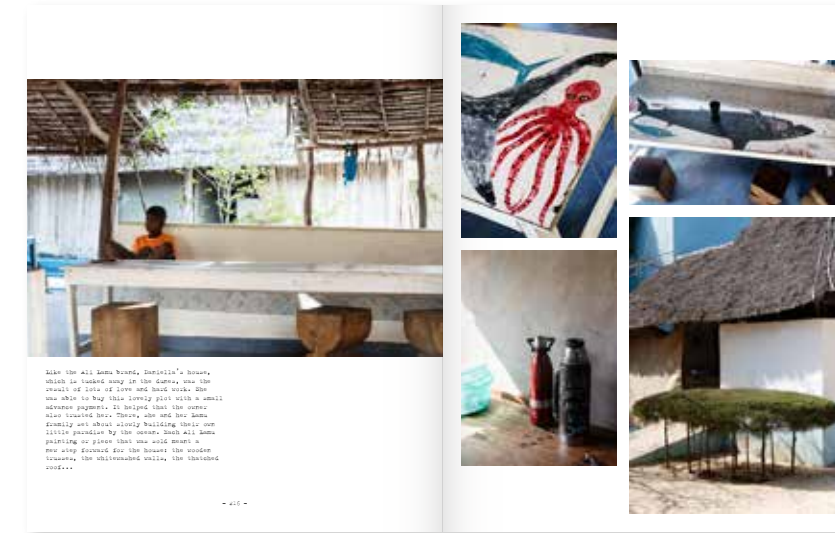 Like the Ali Lamu brand, Daniella's house,
which is tucked away in the dunes, was the
result of lots of love and hard work. She
was able to buy this lovely plot with a small
advance payment. It helped that the owner
also trusted her. There, she and her Lamu
family set about slowly building their own
little paradise by the ocean. Each Ali Lamu
painting or piece that was sold meant a
new step forward for the house: the wooden
trusses, the whitewashed walls, the thatched
roof...